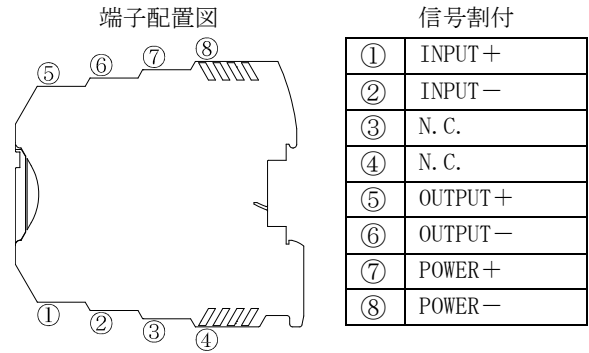 端子配置図
⑤ ⑥ ⑦ ⑧
① ② ③ ④
信号割付
① INPUT＋
② INPUT－
③ N.C.
④ N.C.
⑤ OUTPUT＋
⑥ OUTPUT－
⑦ POWER＋
⑧ POWER－